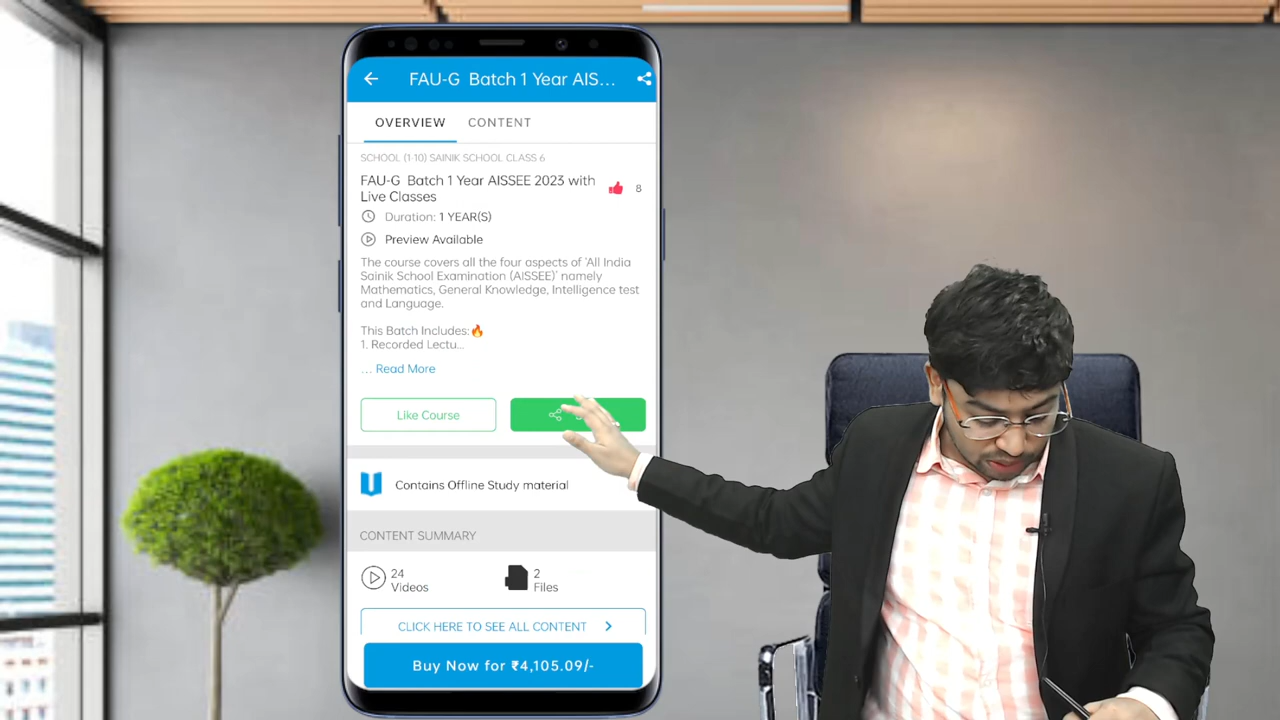 FAU-G Batch 1 Year AIS...
OVERVIEW CONTENT
SCHOOL (1-10) SAINIK SCHOOL CLASS 6
FAU-G Batch 1 Year AISSEE 2023 with
Live Classes
8
Duration: 1 YEAR(S)
Preview Available
The course covers all the four aspects of 'All India
Sainik School Examination (AISSEE)' namely
Mathematics, General Knowledge, Intelligence test
and Language.
This Batch Includes:🔥
1. Recorded Lectu...
... Read More
Like Course
Contains Offline Study material
CONTENT SUMMARY
24
Videos
2
Files
CLICK HERE TO SEE ALL CONTENT
Buy Now for ₹4,105.09/-